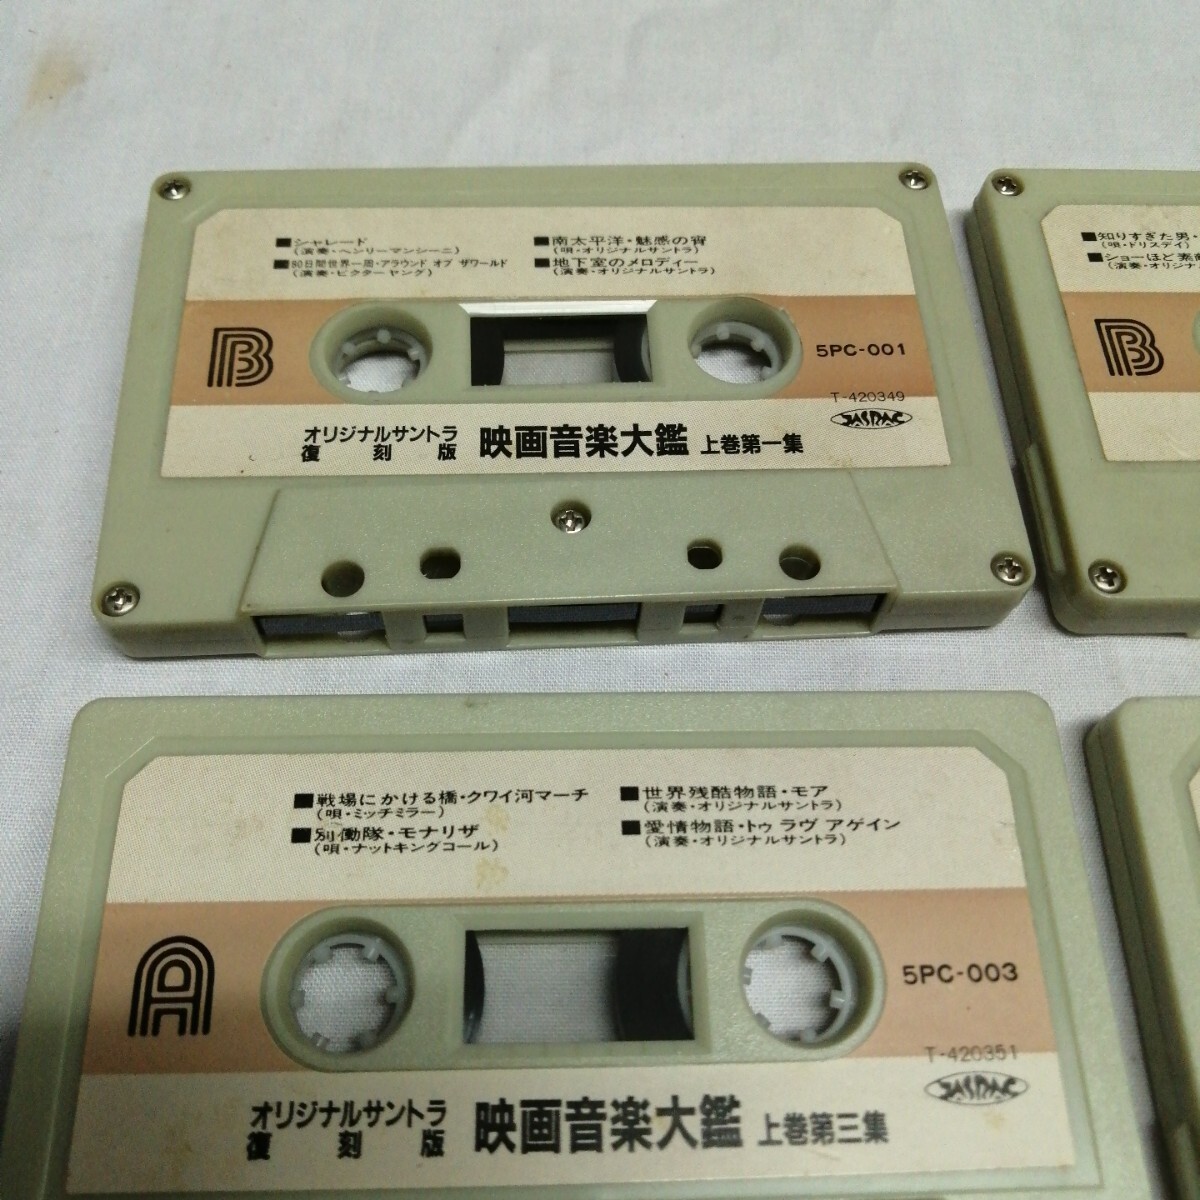 ■シャレード
(演奏・ヘンリーマンシーニ)
■80日間世界一周・アラウンド オブ ザワールド
(演奏・ビクターヤング)
■南太平洋・魅惑の宵
(唄・オリジナルサントラ)
■地下室のメロディー
(演奏・オリジナルサントラ)
B
5PC-001
T-420349
JASRAC
オリジナルサントラ
復刻版
映画音楽大鑑 上巻第一集
■知りすぎた男・
(唄・ドリスデイ)
■ショーほど素
(演奏・オリジナ
B
■戦場にかける橋・クワイ河マーチ
(唄・ミッチミラー)
■別働隊・モナリザ
(唄・ナットキングコール)
■世界残酷物語・モア
(演奏・オリジナルサントラ)
■愛情物語・トゥ ラヴ アゲイン
(演奏・オリジナルサントラ)
A
5PC-003
T-420351
JASRAC
オリジナルサントラ
復刻版
映画音楽大鑑 上巻第三集